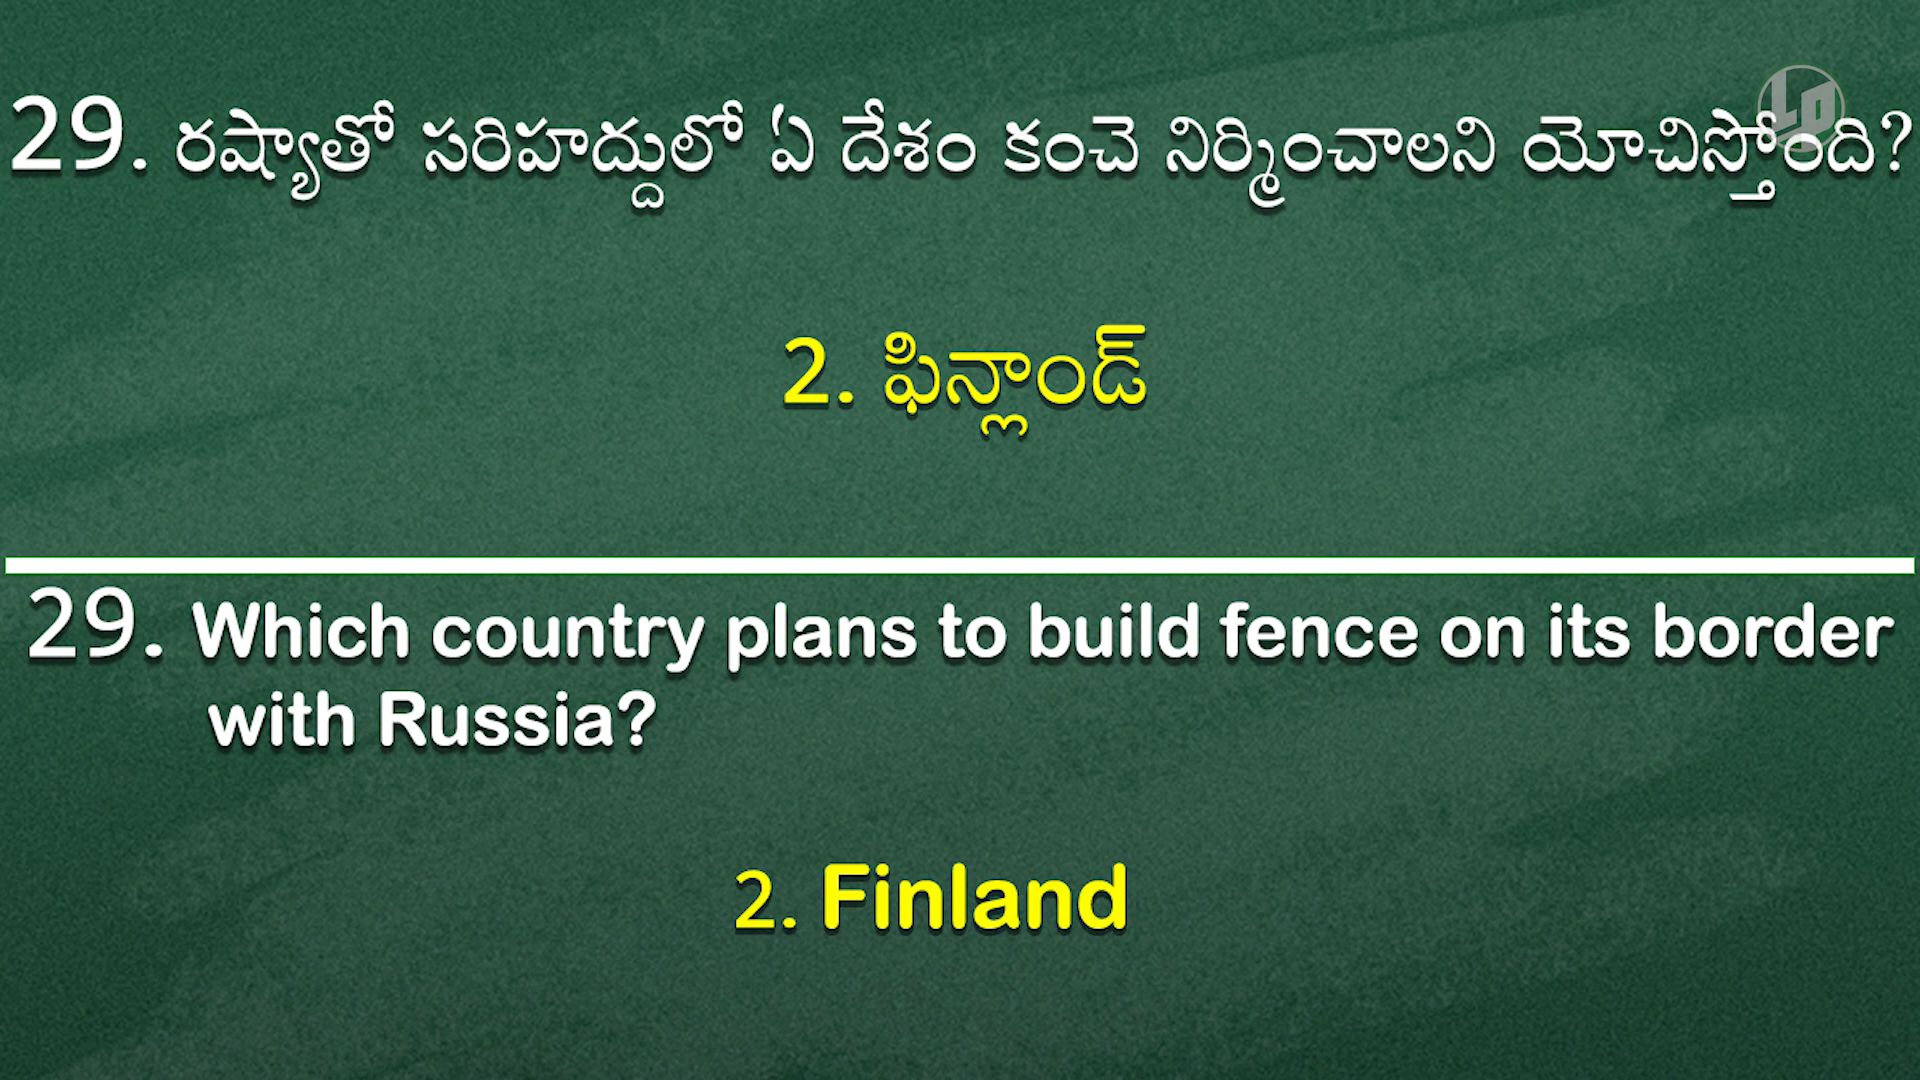 LP
29. రష్యాతో సరిహద్దులో ఏ దేశం కంచె నిర్మించాలని యోచిస్తోంది?
2. ఫిన్లాండ్
29. Which country plans to build fence on its border
with Russia?
2. Finland